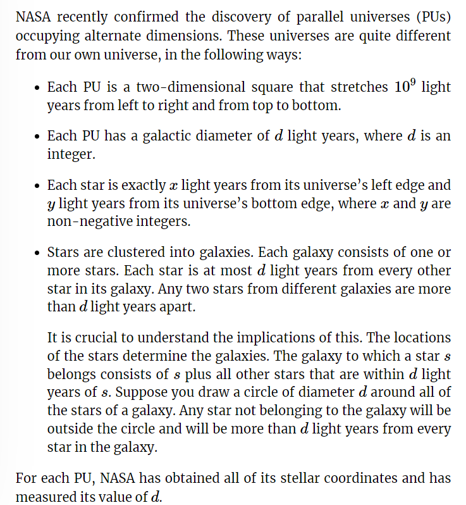 NASA recently confirmed the discovery of parallel universes (PUs)
occupying alternate dimensions. These universes are quite different
from our own universe, in the following ways:
• Each PU is a two-dimensional square that stretches 10⁹ light
years from left to right and from top to bottom.
• Each PU has a galactic diameter of d light years, where d is an
integer.
• Each star is exactly x light years from its universe’s left edge and
y light years from its universe’s bottom edge, where x and y are
non-negative integers.
• Stars are clustered into galaxies. Each galaxy consists of one or
more stars. Each star is at most d light years from every other
star in its galaxy. Any two stars from different galaxies are more
than d light years apart.
It is crucial to understand the implications of this. The locations
of the stars determine the galaxies. The galaxy to which a star s
belongs consists of s plus all other stars that are within d light
years of s. Suppose you draw a circle of diameter d around all of
the stars of a galaxy. Any star not belonging to the galaxy will be
outside the circle and will be more than d light years from every
star in the galaxy.
For each PU, NASA has obtained all of its stellar coordinates and has
measured its value of d.